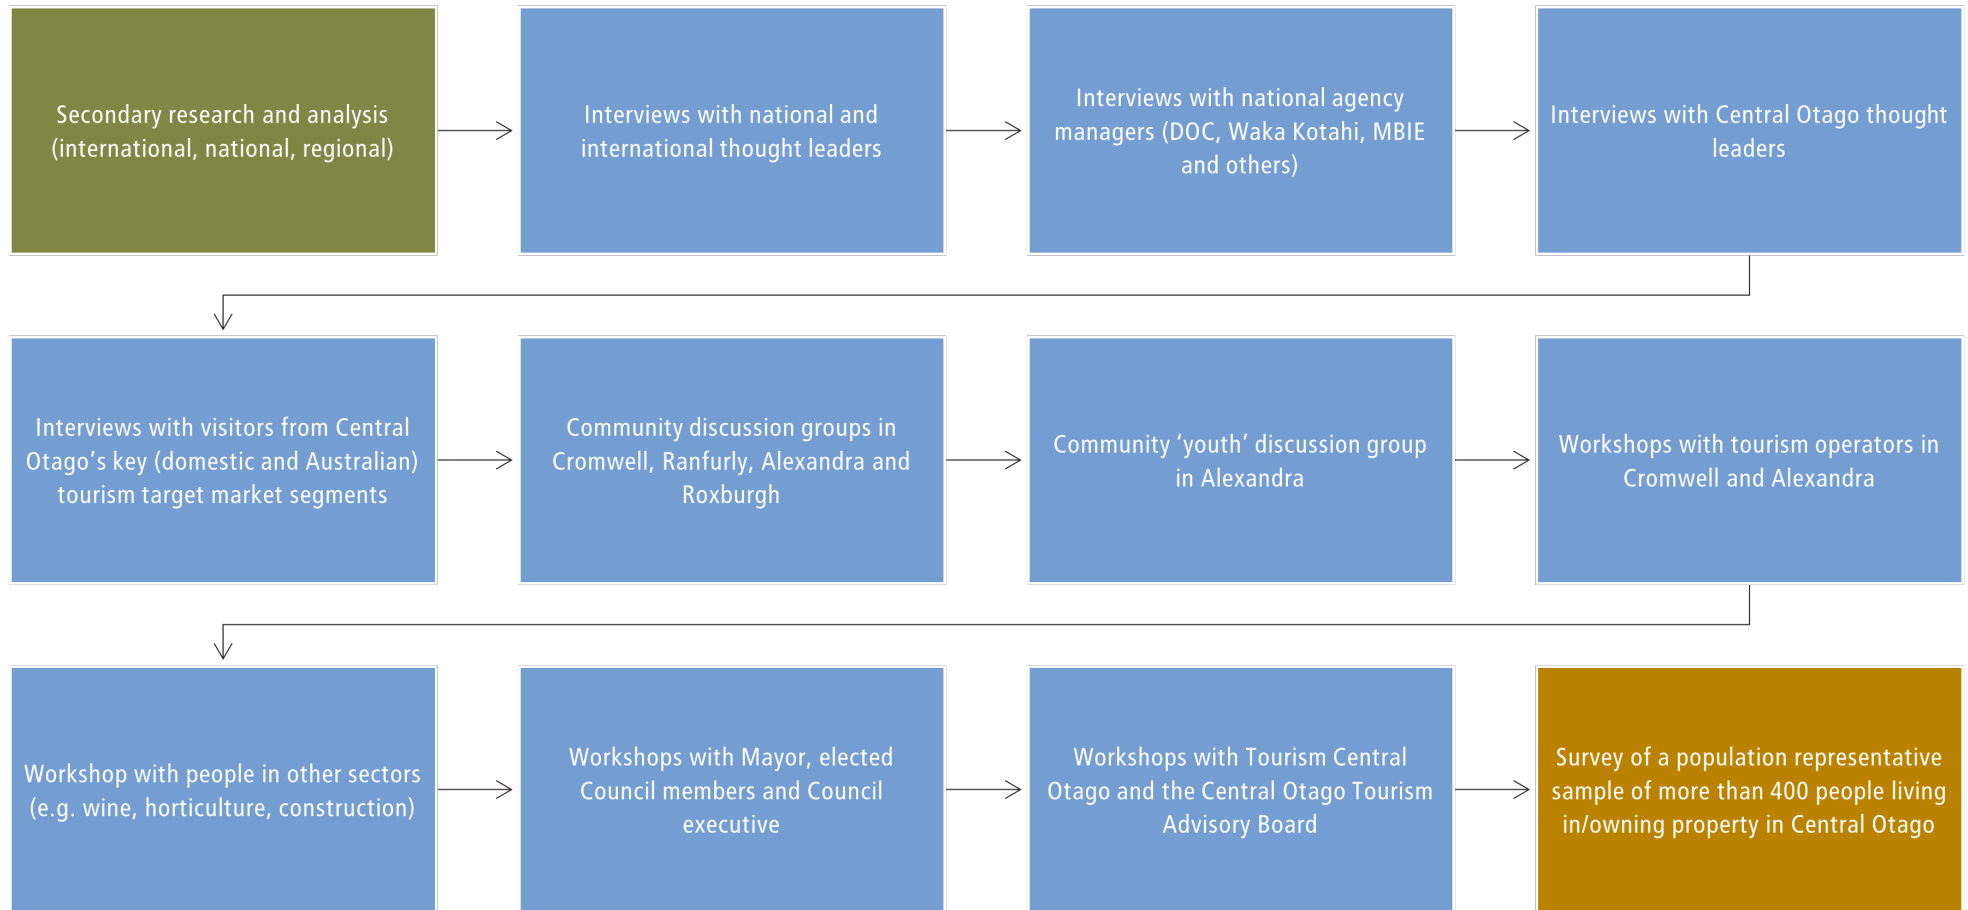 Secondary research and analysis
(international, national, regional)
Interviews with national and
international thought leaders
Interviews with national agency
managers (DOC, Waka Kotahi, MBIE
and others)
Interviews with Central Otago thought
leaders
Interviews with visitors from Central
Otago’s key (domestic and Australian)
tourism target market segments
Community discussion groups in
Cromwell, Ranfurly, Alexandra and
Roxburgh
Community ‘youth’ discussion group
in Alexandra
Workshops with tourism operators in
Cromwell and Alexandra
Workshop with people in other sectors
(e.g. wine, horticulture, construction)
Workshops with Mayor, elected
Council members and Council
executive
Workshops with Tourism Central
Otago and the Central Otago Tourism
Advisory Board
Survey of a population representative
sample of more than 400 people living
in/owning property in Central Otago